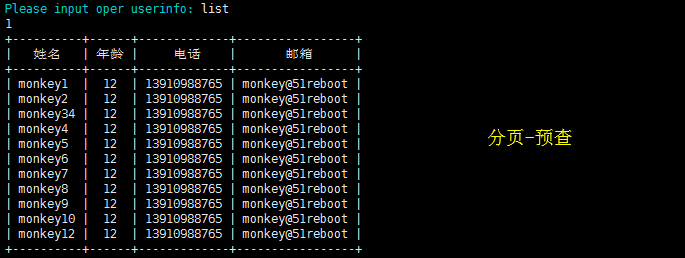 Please input oper userinfo: list
1
+----------+------+-------------+-----------------+
| 姓名 | 年龄 | 电话 | 邮箱 |
+----------+------+-------------+-----------------+
| monkey1 | 12 | 13910988765 | monkey@51reboot |
| monkey2 | 12 | 13910988765 | monkey@51reboot |
| monkey34 | 12 | 13910988765 | monkey@51reboot |
| monkey4 | 12 | 13910988765 | monkey@51reboot |
| monkey5 | 12 | 13910988765 | monkey@51reboot |
| monkey6 | 12 | 13910988765 | monkey@51reboot |
| monkey7 | 12 | 13910988765 | monkey@51reboot |
| monkey8 | 12 | 13910988765 | monkey@51reboot |
| monkey9 | 12 | 13910988765 | monkey@51reboot |
| monkey10 | 12 | 13910988765 | monkey@51reboot |
| monkey12 | 12 | 13910988765 | monkey@51reboot |
+----------+------+-------------+-----------------+
分页-预查